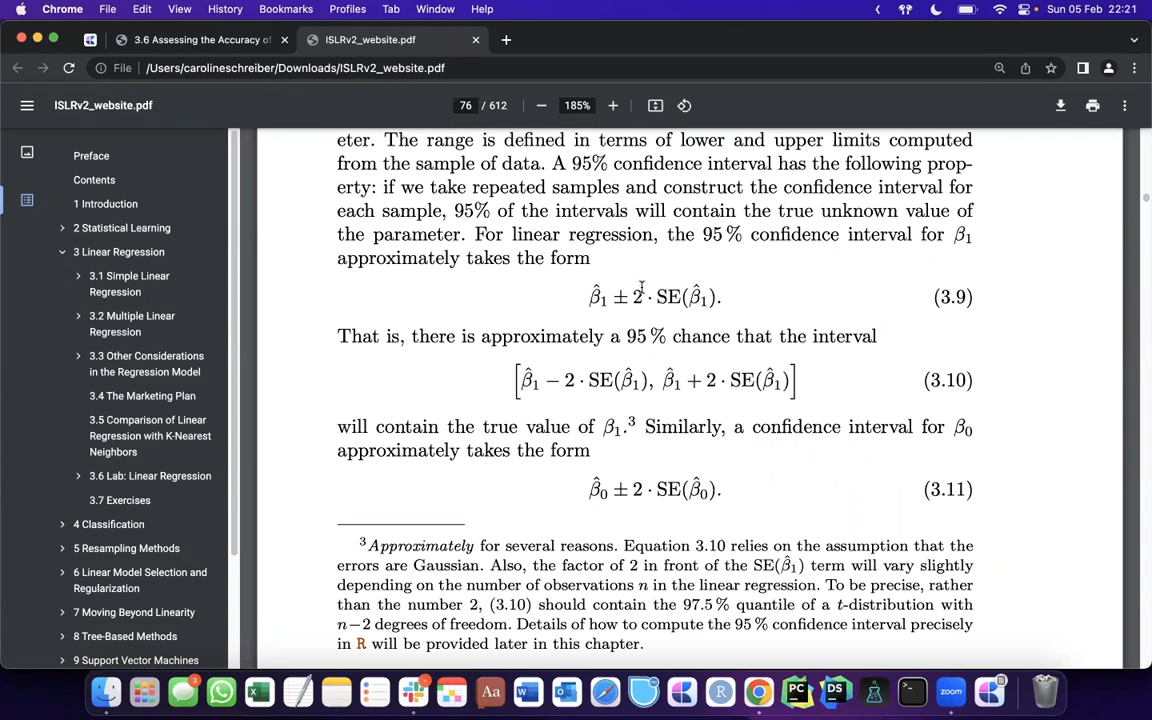 Chrome File Edit View History Bookmarks Profiles Tab Window Help Sun 05 Feb 22:21
3.6 Assessing the Accuracy of ISLRv2_website.pdf
File /Users/carolineschreiber/Downloads/ISLRv2_website.pdf
ISLRv2_website.pdf 76 / 612 185%
Preface
Contents
1 Introduction
2 Statistical Learning
3 Linear Regression
3.1 Simple Linear
Regression
3.2 Multiple Linear
Regression
3.3 Other Considerations
in the Regression Model
3.4 The Marketing Plan
3.5 Comparison of Linear
Regression with K-Nearest
Neighbors
3.6 Lab: Linear Regression
3.7 Exercises
4 Classification
5 Resampling Methods
6 Linear Model Selection and
Regularization
7 Moving Beyond Linearity
8 Tree-Based Methods
9 Support Vector Machines
eter. The range is defined in terms of lower and upper limits computed
from the sample of data. A 95% confidence interval has the following prop-
erty: if we take repeated samples and construct the confidence interval for
each sample, 95% of the intervals will contain the true unknown value of
the parameter. For linear regression, the 95 % confidence interval for β₁
approximately takes the form
β̂₁ ± 2 · SE(β̂₁). (3.9)
That is, there is approximately a 95 % chance that the interval
[β̂₁ − 2 · SE(β̂₁), β̂₁ + 2 · SE(β̂₁)] (3.10)
will contain the true value of β₁.³ Similarly, a confidence interval for β₀
approximately takes the form
β̂₀ ± 2 · SE(β̂₀). (3.11)
³Approximately for several reasons. Equation 3.10 relies on the assumption that the
errors are Gaussian. Also, the factor of 2 in front of the SE(β̂₁) term will vary slightly
depending on the number of observations n in the linear regression. To be precise, rather
than the number 2, (3.10) should contain the 97.5 % quantile of a t-distribution with
n−2 degrees of freedom. Details of how to compute the 95 % confidence interval precisely
in R will be provided later in this chapter.
3
Aa
W
R
PC
DS
zoom